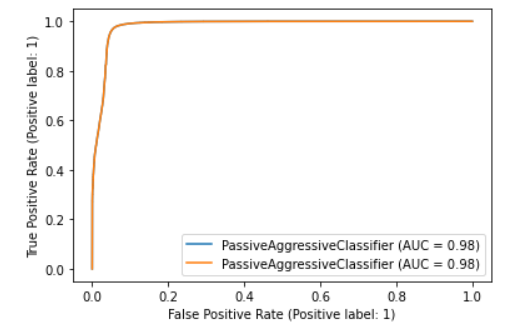 True Positive Rate (Positive label: 1)
1.0
0.8
0.6
0.4
0.2
0.0
PassiveAggressiveClassifier (AUC = 0.98)
PassiveAggressiveClassifier (AUC = 0.98)
0.0 0.2 0.4 0.6 0.8 1.0
False Positive Rate (Positive label: 1)